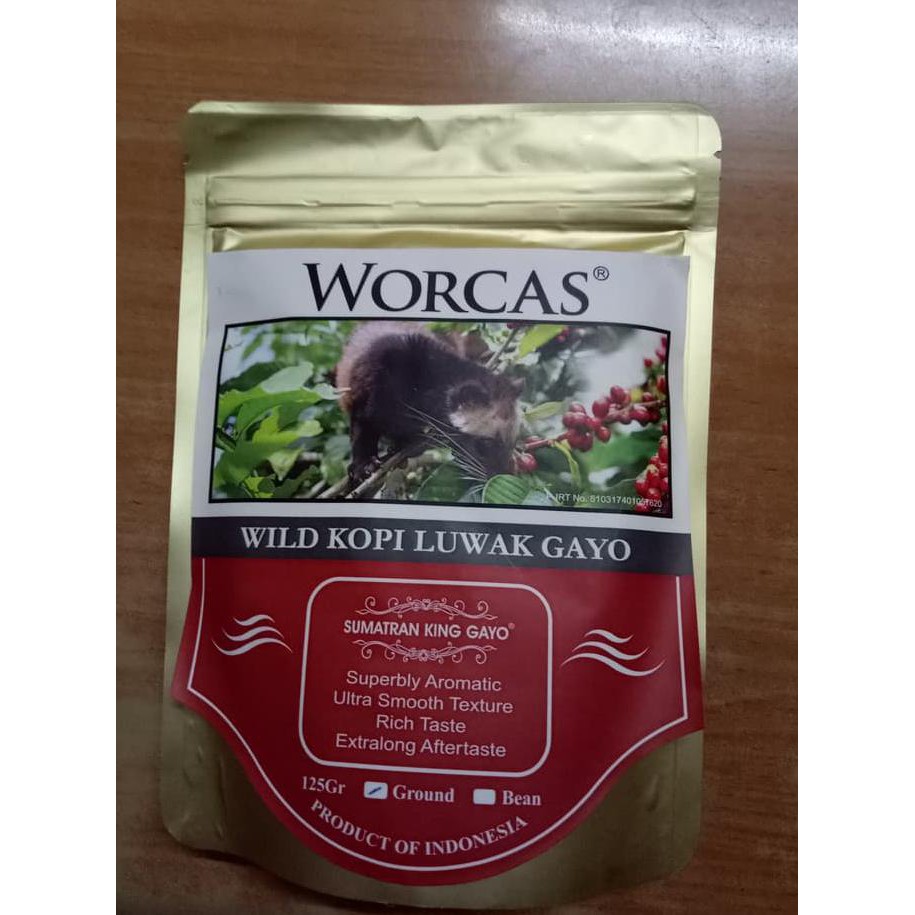 WORCAS®
WILD KOPI LUWAK GAYO
SUMATRAN KING GAYO®
Superbly Aromatic
Ultra Smooth Texture
Rich Taste
Extralong Aftertaste
125Gr Ground Bean
PRODUCT OF INDONESIA